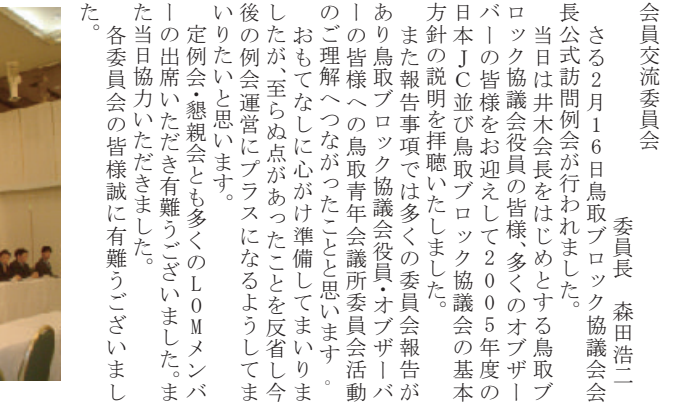 会員交流委員会
委員長　森田浩二
　さる２月１６日鳥取ブロック協議会会
長公式訪問例会が行われました。
　当日は井木会長をはじめとする鳥取ブ
ロック協議会役員の皆様、多くのオブザー
バーの皆様をお迎えして２００５年度の
日本ＪＣ並び鳥取ブロック協議会の基本
方針の説明を拝聴いたしました。
　また報告事項では多くの委員会報告が
あり鳥取ブロック協議会役員・オブザーバ
ーの皆様への鳥取青年会議所委員会活動
のご理解へつながったことと思います。
　おもてなしに心がけ準備してまいりま
したが、至らぬ点があったことを反省し今
後の例会運営にプラスになるようしてま
いりたいと思います。
　定例会・懇親会とも多くのＬＯＭメンバ
ーの出席いただき有難うございました。ま
た当日協力いただきました。
　各委員会の皆様誠に有難うございまし
た。